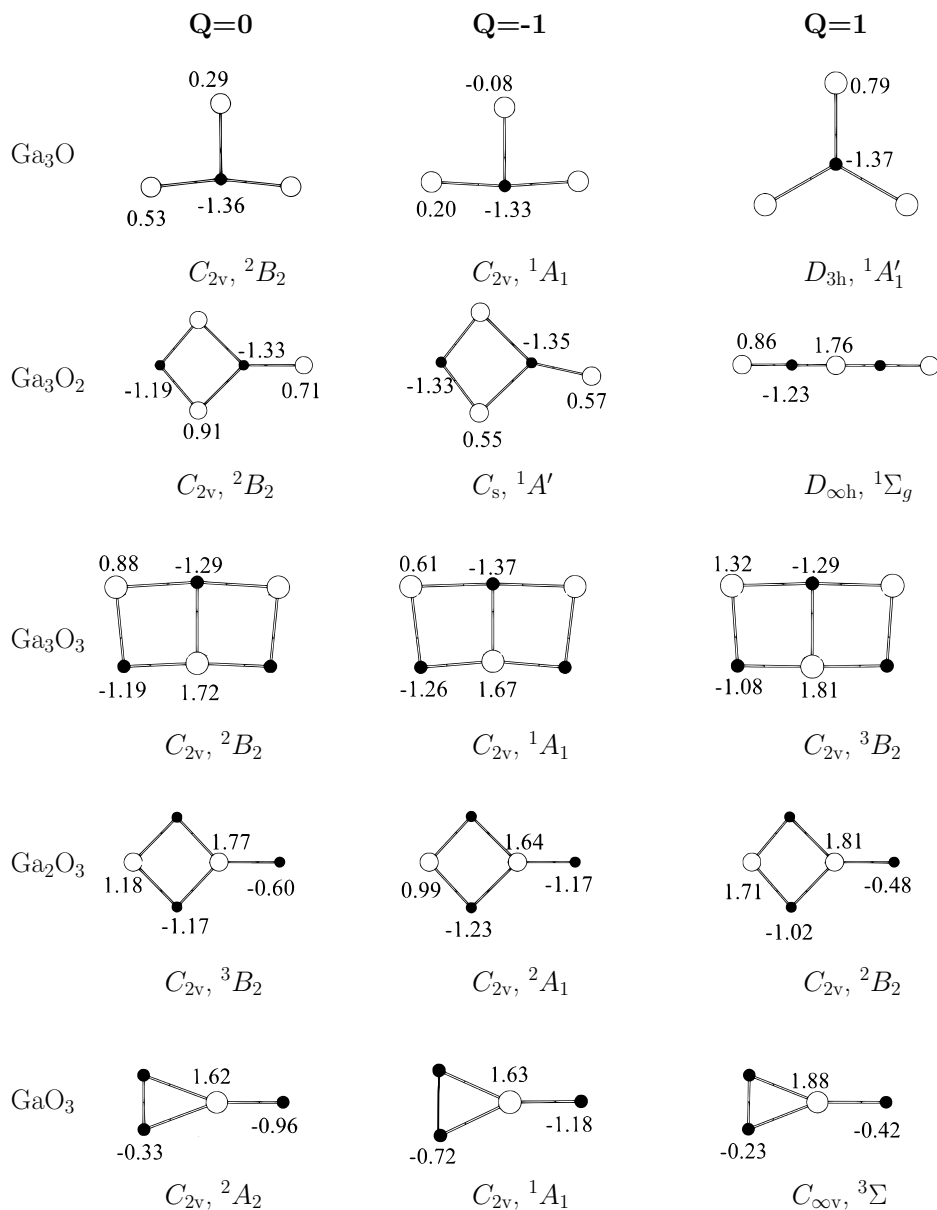 Q=0 Q=-1 Q=1
0.29 -0.08 0.79
Ga₃O -1.37
0.53 -1.36 0.20 -1.33
C₂ᵥ, ²B₂ C₂ᵥ, ¹A₁ D₃ₕ, ¹A′₁
-1.33 -1.35 0.86 1.76
Ga₃O₂ -1.19 0.71 -1.33 0.57 -1.23
0.91 0.55
C₂ᵥ, ²B₂ Cₛ, ¹A′ D∞ₕ, ¹Σg
0.88 -1.29 0.61 -1.37 1.32 -1.29
Ga₃O₃
-1.19 1.72 -1.26 1.67 -1.08 1.81
C₂ᵥ, ²B₂ C₂ᵥ, ¹A₁ C₂ᵥ, ³B₂
1.77 1.64 1.81
Ga₂O₃ 1.18 -0.60 0.99 -1.17 1.71 -0.48
-1.17 -1.23 -1.02
C₂ᵥ, ³B₂ C₂ᵥ, ²A₁ C₂ᵥ, ²B₂
1.62 1.63 1.88
GaO₃ -0.96 -1.18 -0.42
-0.33 -0.72 -0.23
C₂ᵥ, ²A₂ C₂ᵥ, ¹A₁ C∞ᵥ, ³Σ